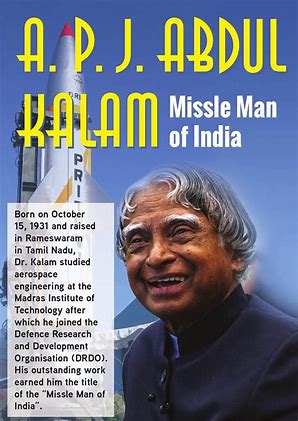 A. P. J. ABDUL
KALAM
Missle Man
of India
Born on October
15, 1931 and raised
in Rameswaram
in Tamil Nadu,
Dr. Kalam studied
aerospace
engineering at the
Madras Institute of
Technology after
which he joined the
Defence Research and
Development
Organisation (DRDO).
His outstanding work
earned him the title
of the "Missle Man of
India".